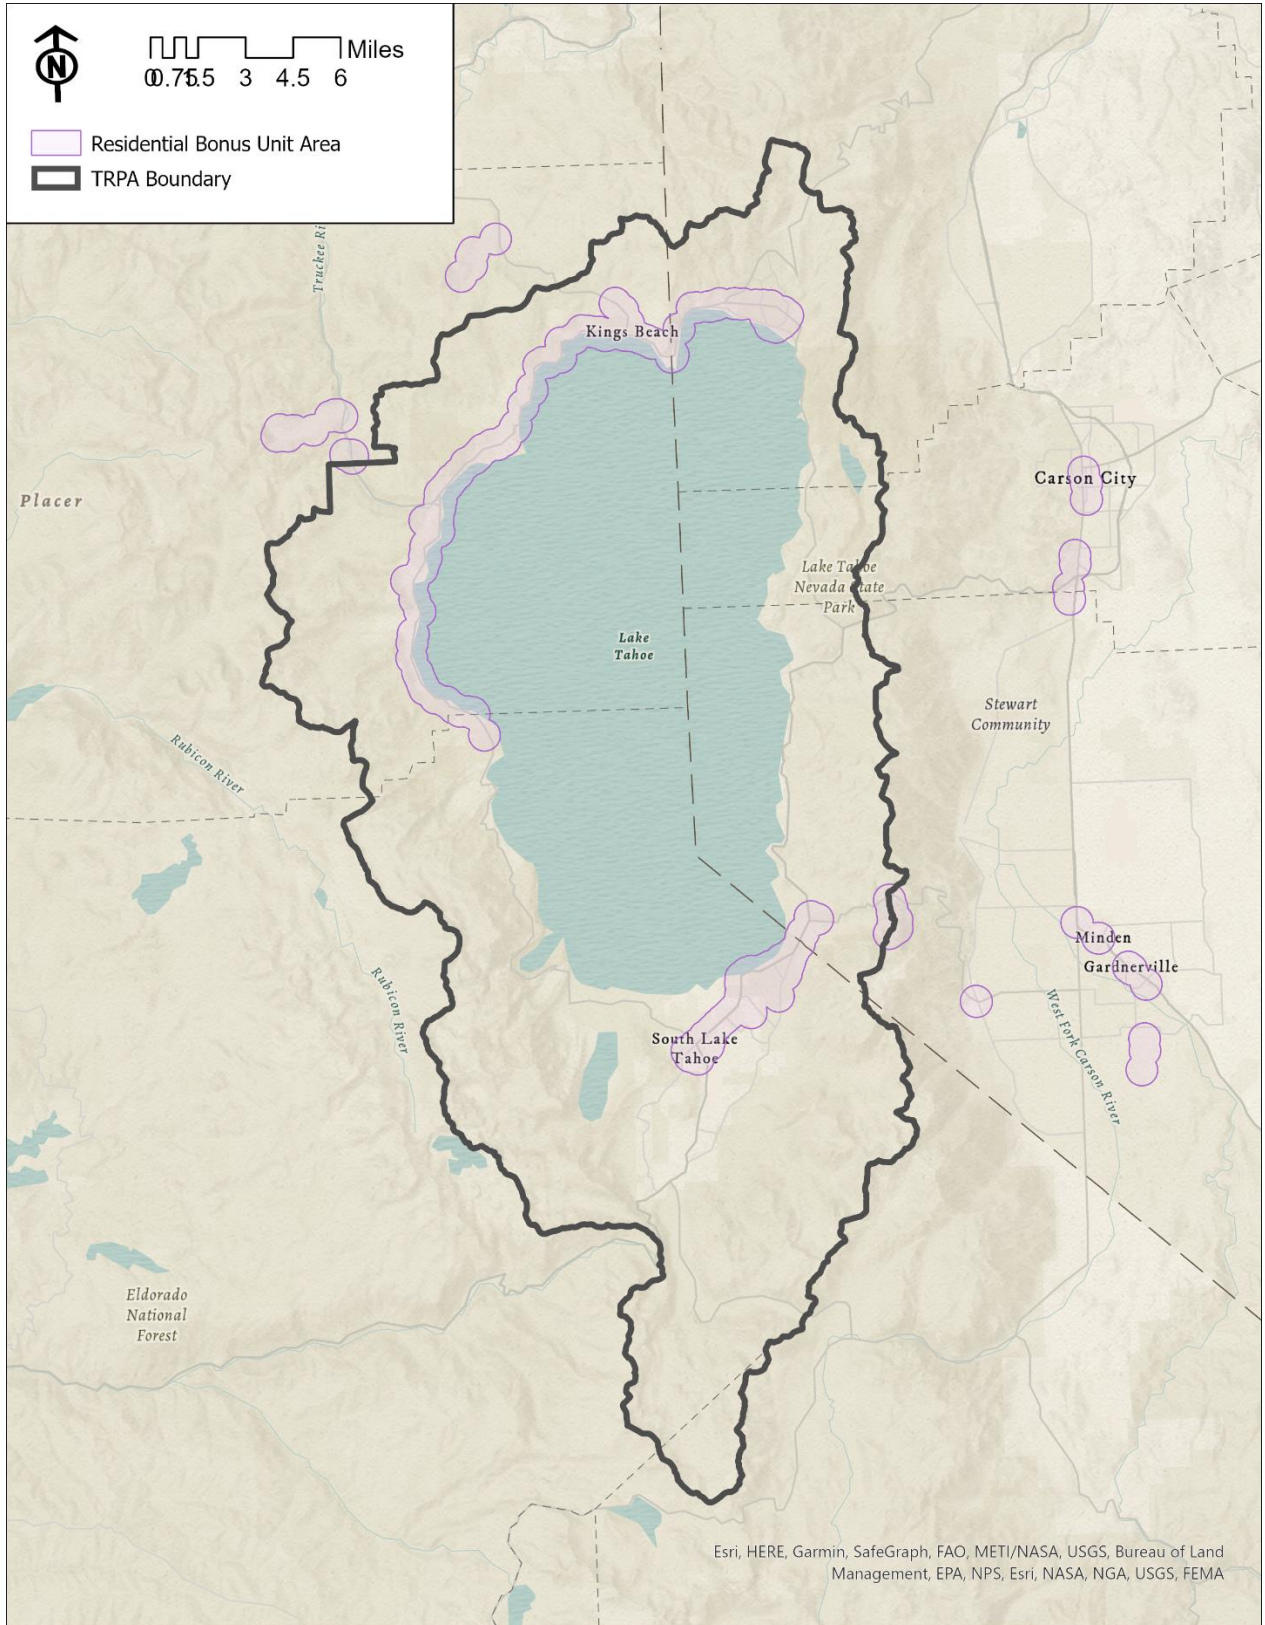 N
Miles
0 0.75 1.5 3 4.5 6
Residential Bonus Unit Area
TRPA Boundary
Truckee Ri
Kings Beach
Placer
Carson City
Lake Tahoe
Nevada State
Park
Lake
Tahoe
Stewart
Community
Rubicon River
Minden
Gardnerville
Rubicon River
West Fork Carson River
South Lake
Tahoe
Eldorado
National
Forest
Esri, HERE, Garmin, SafeGraph, FAO, METI/NASA, USGS, Bureau of Land
Management, EPA, NPS, Esri, NASA, NGA, USGS, FEMA